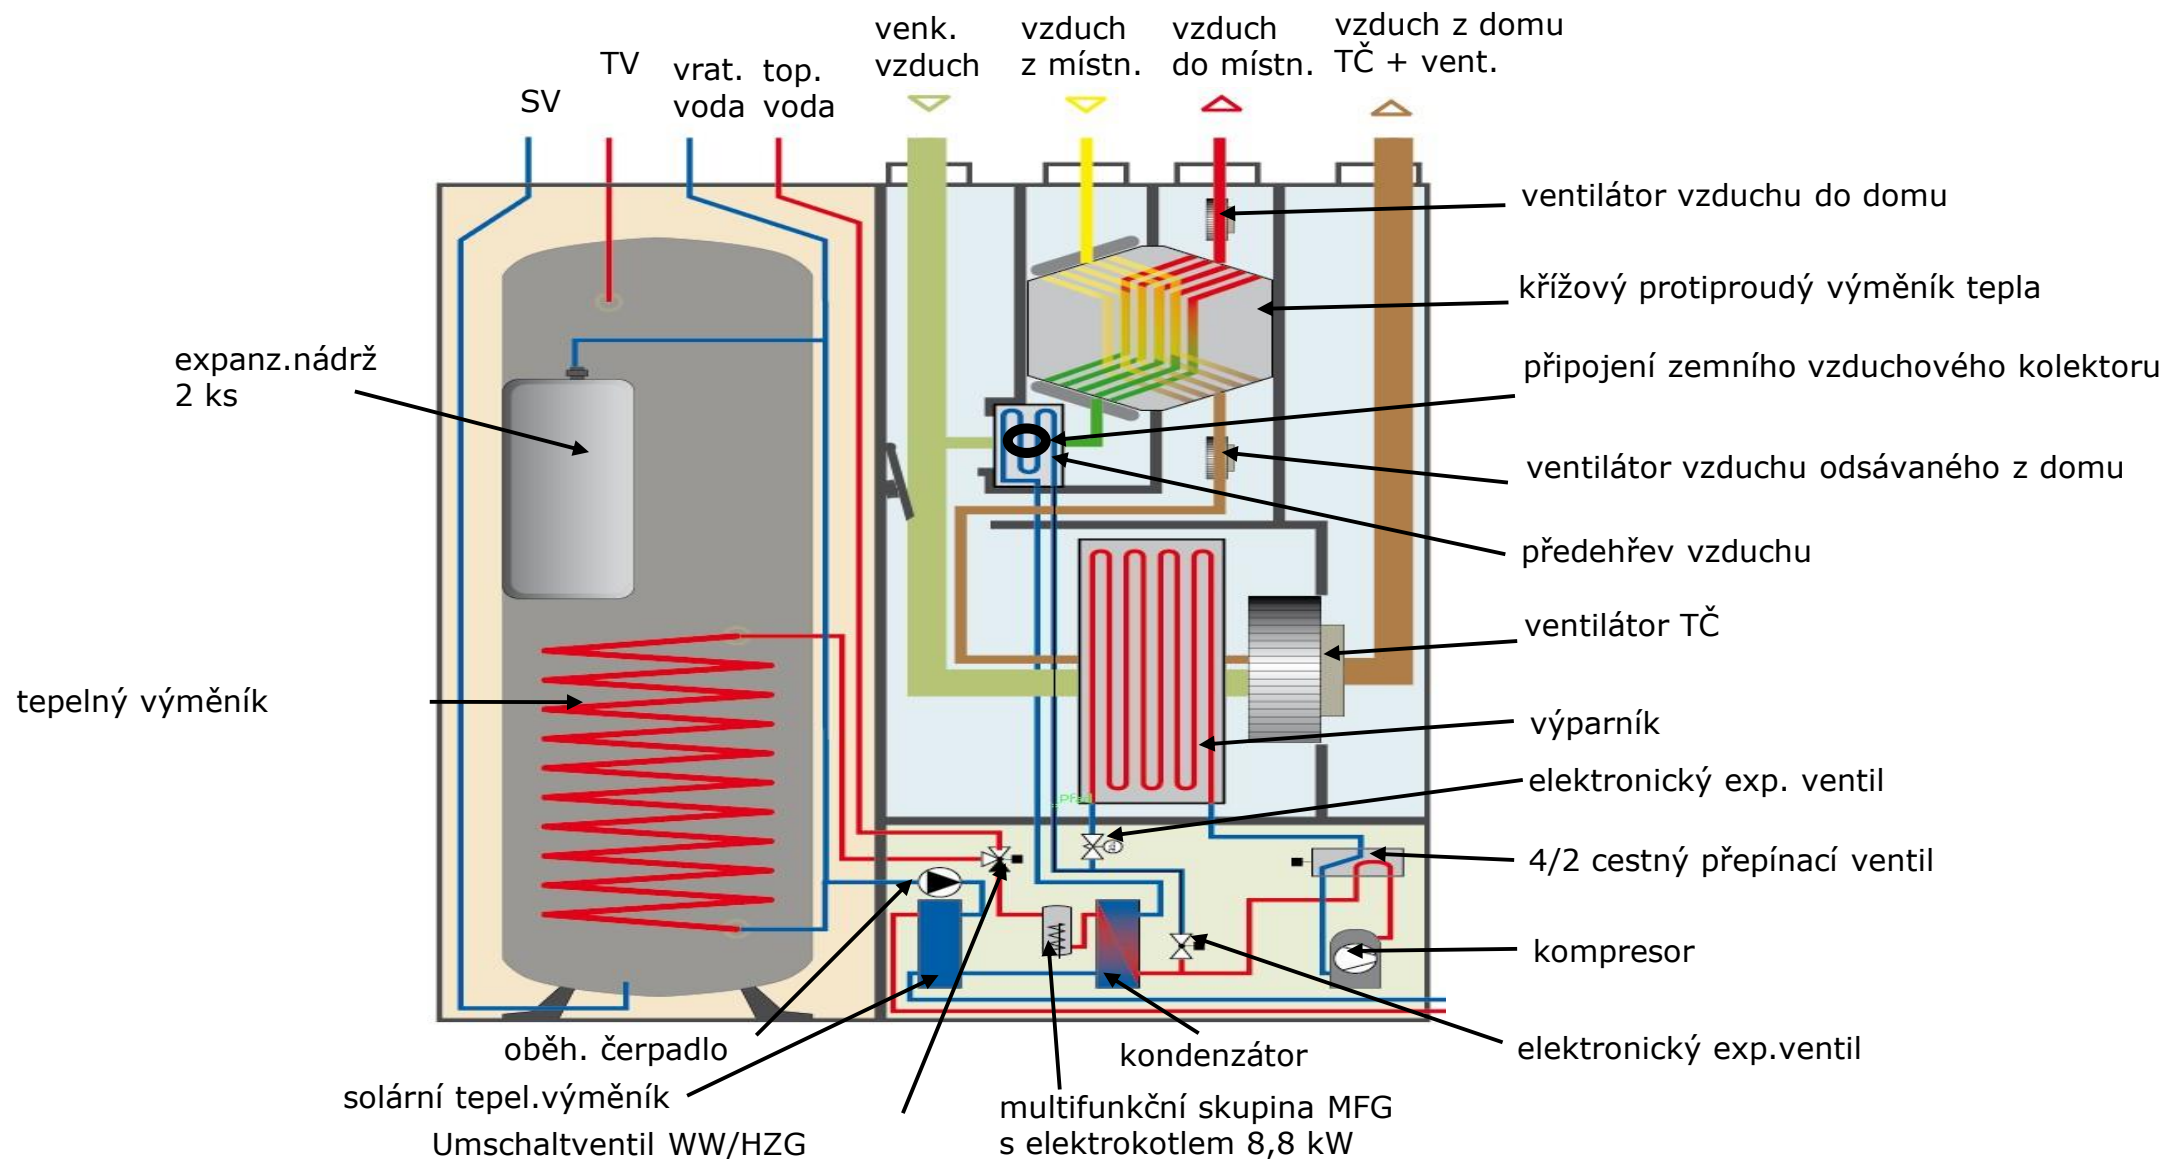 venk.
vzduch
vzduch
z místn.
vzduch
do místn.
vzduch z domu
TČ + vent.
TV
vrat.
voda
top.
voda
SV
ventilátor vzduchu do domu
křížový protiproudý výměník tepla
expanz.nádrž
2 ks
připojení zemního vzduchového kolektoru
ventilátor vzduchu odsávaného z domu
předehřev vzduchu
ventilátor TČ
tepelný výměník
výparník
elektronický exp. ventil
4/2 cestný přepínací ventil
kompresor
oběh. čerpadlo
kondenzátor
elektronický exp.ventil
solární tepel.výměník
multifunkční skupina MFG
s elektrokotlem 8,8 kW
Umschaltventil WW/HZG